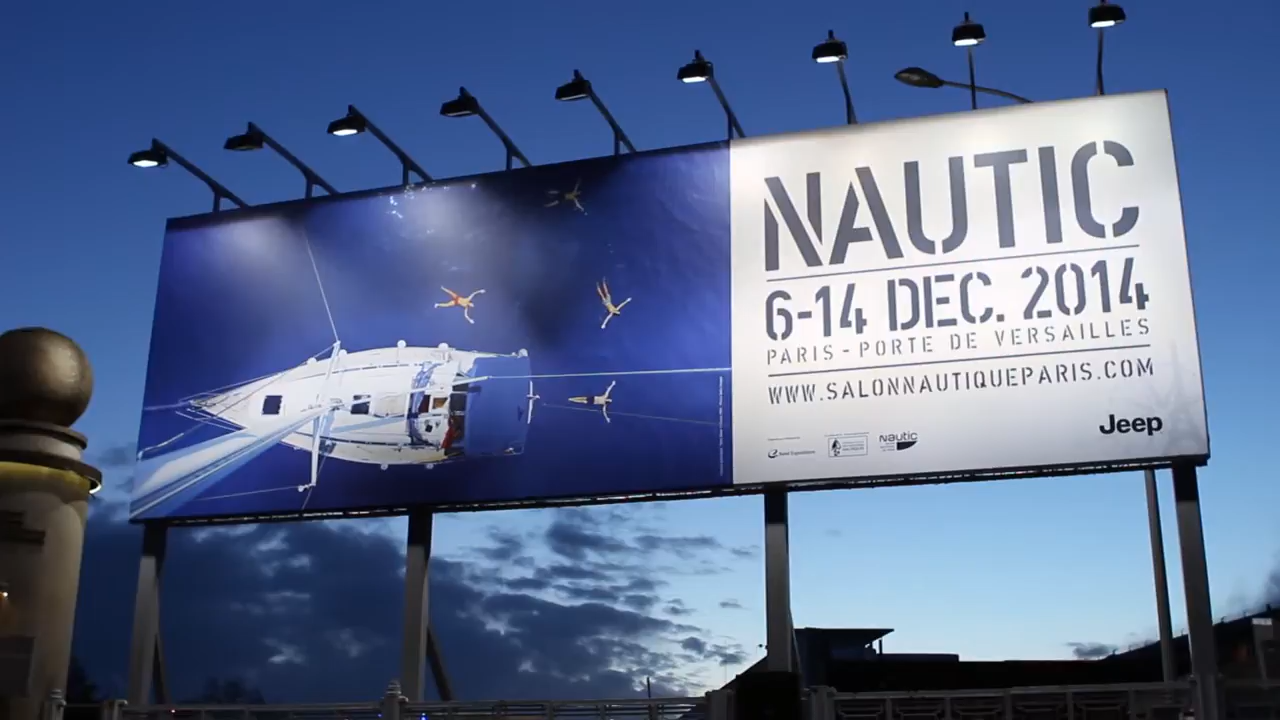 NAUTIC
6-14 DEC. 2014
PARIS - PORTE DE VERSAILLES
WWW.SALONNAUTIQUEPARIS.COM
Jeep
nautic